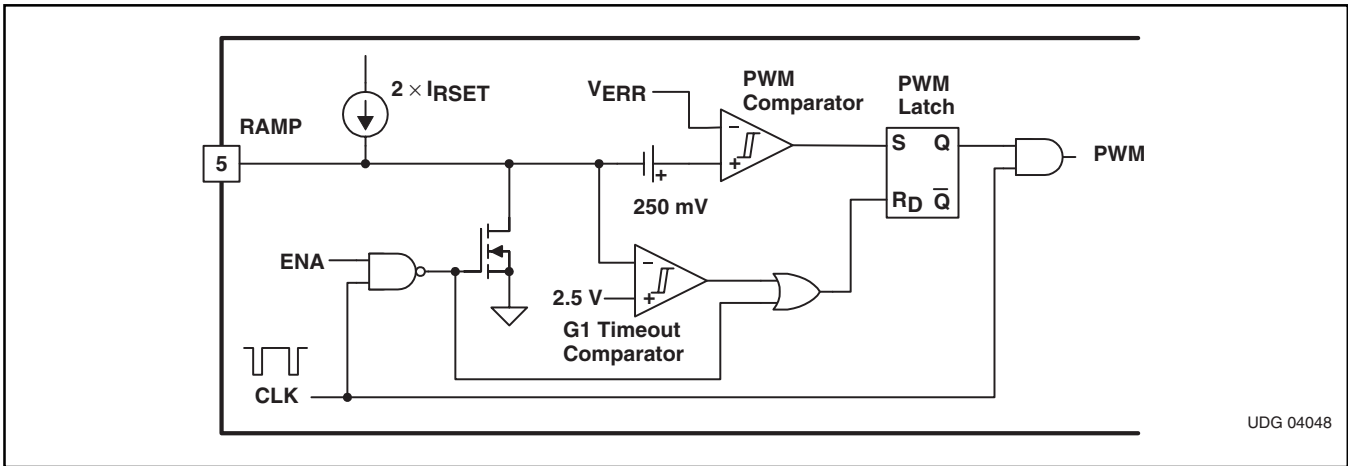 2 × IRSET
RAMP
5
VERR
PWM
Comparator
PWM
Latch
−
+
S Q
RD Q̅
PWM
+
250 mV
ENA
−
2.5 V
+
G1 Timeout
Comparator
CLK
UDG 04048